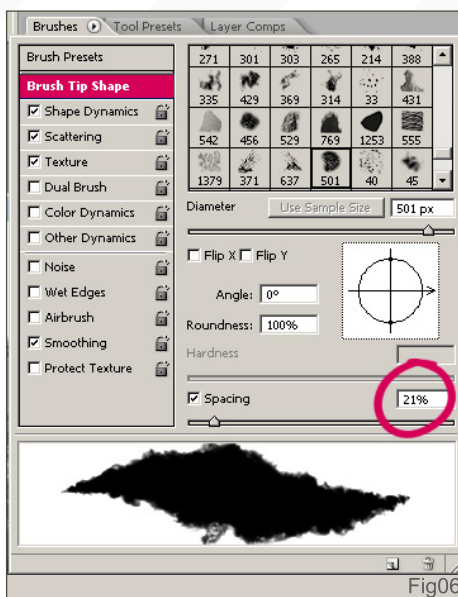 Brushes Tool Presets Layer Comps
Brush Presets
Brush Tip Shape
Shape Dynamics
Scattering
Texture
Dual Brush
Color Dynamics
Other Dynamics
Noise
Wet Edges
Airbrush
Smoothing
Protect Texture
271 301 303 265 214 388
335 429 369 314 33 431
542 456 529 769 1253 555
1379 371 637 501 40 45
Diameter Use Sample Size 501 px
Flip X Flip Y
Angle: 0º
Roundness: 100%
Hardness
Spacing 21%
Fig06